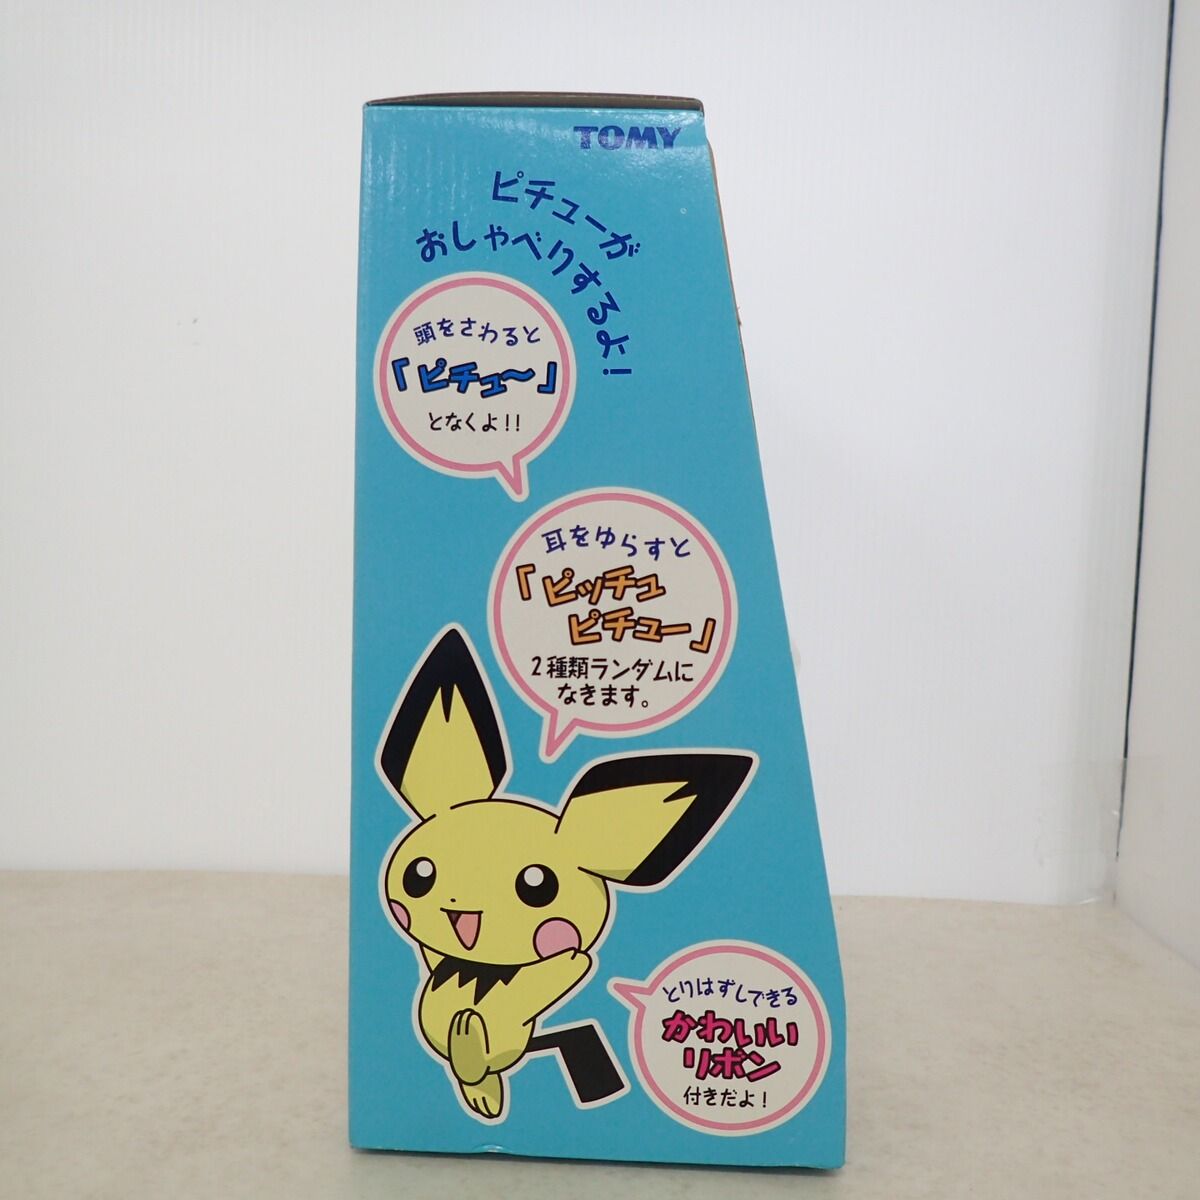 TOMY
ピチューが
おしゃべりするよ!
頭をさわると
「ピチュ〜」
となくよ!!
耳をゆらすと
「ピッチュ
ピチュー」
2種類ランダムに
なきます。
とりはずしできる
かわいい
リボン
付きだよ!